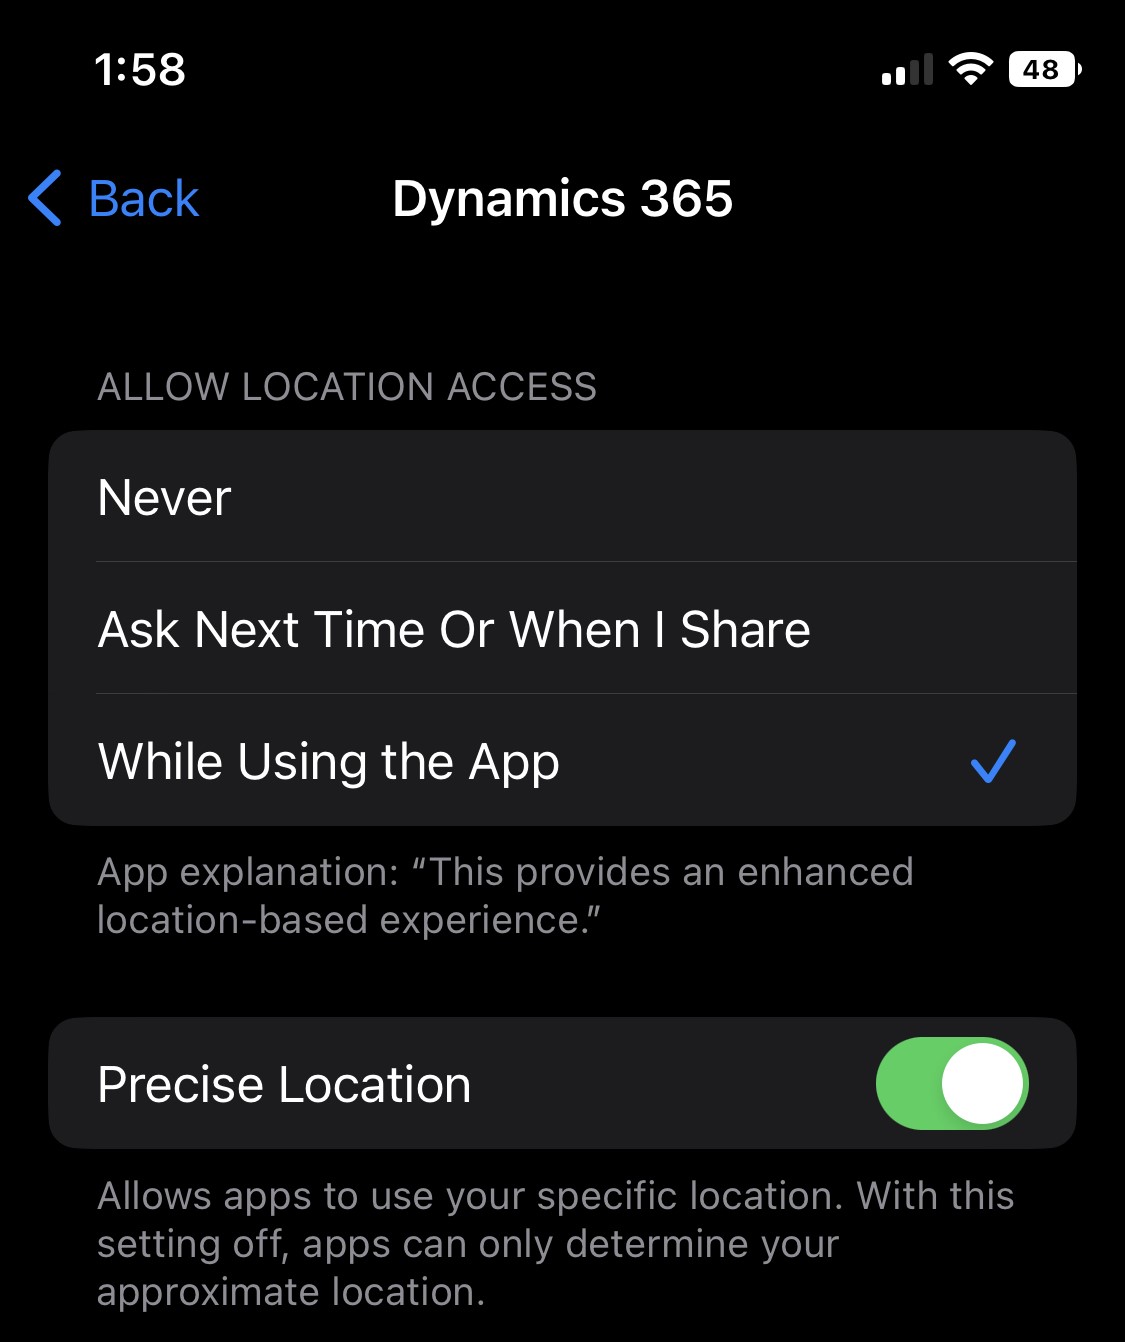 1:58
48
Back
Dynamics 365
ALLOW LOCATION ACCESS
Never
Ask Next Time Or When I Share
While Using the App
App explanation: “This provides an enhanced
location-based experience.”
Precise Location
Allows apps to use your specific location. With this
setting off, apps can only determine your
approximate location.